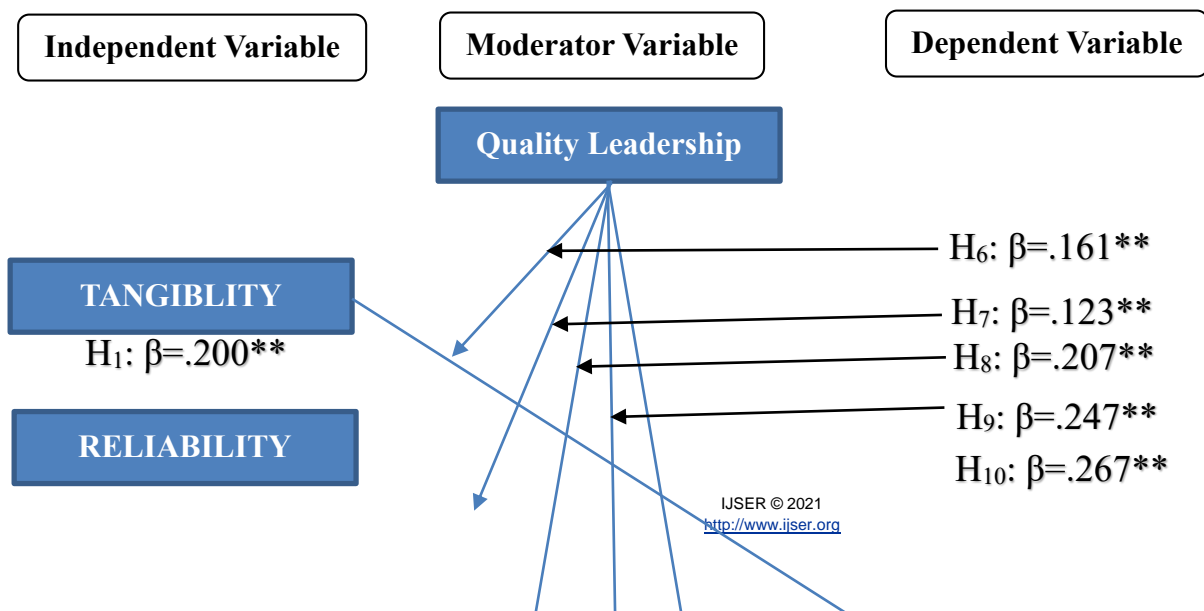 Independent Variable
Moderator Variable
Dependent Variable
Quality Leadership
H₆: β=.161**
TANGIBLITY
H₇: β=.123**
H₁: β=.200**
H₈: β=.207**
H₉: β=.247**
RELIABILITY
H₁₀: β=.267**
IJSER © 2021
http://www.ijser.org